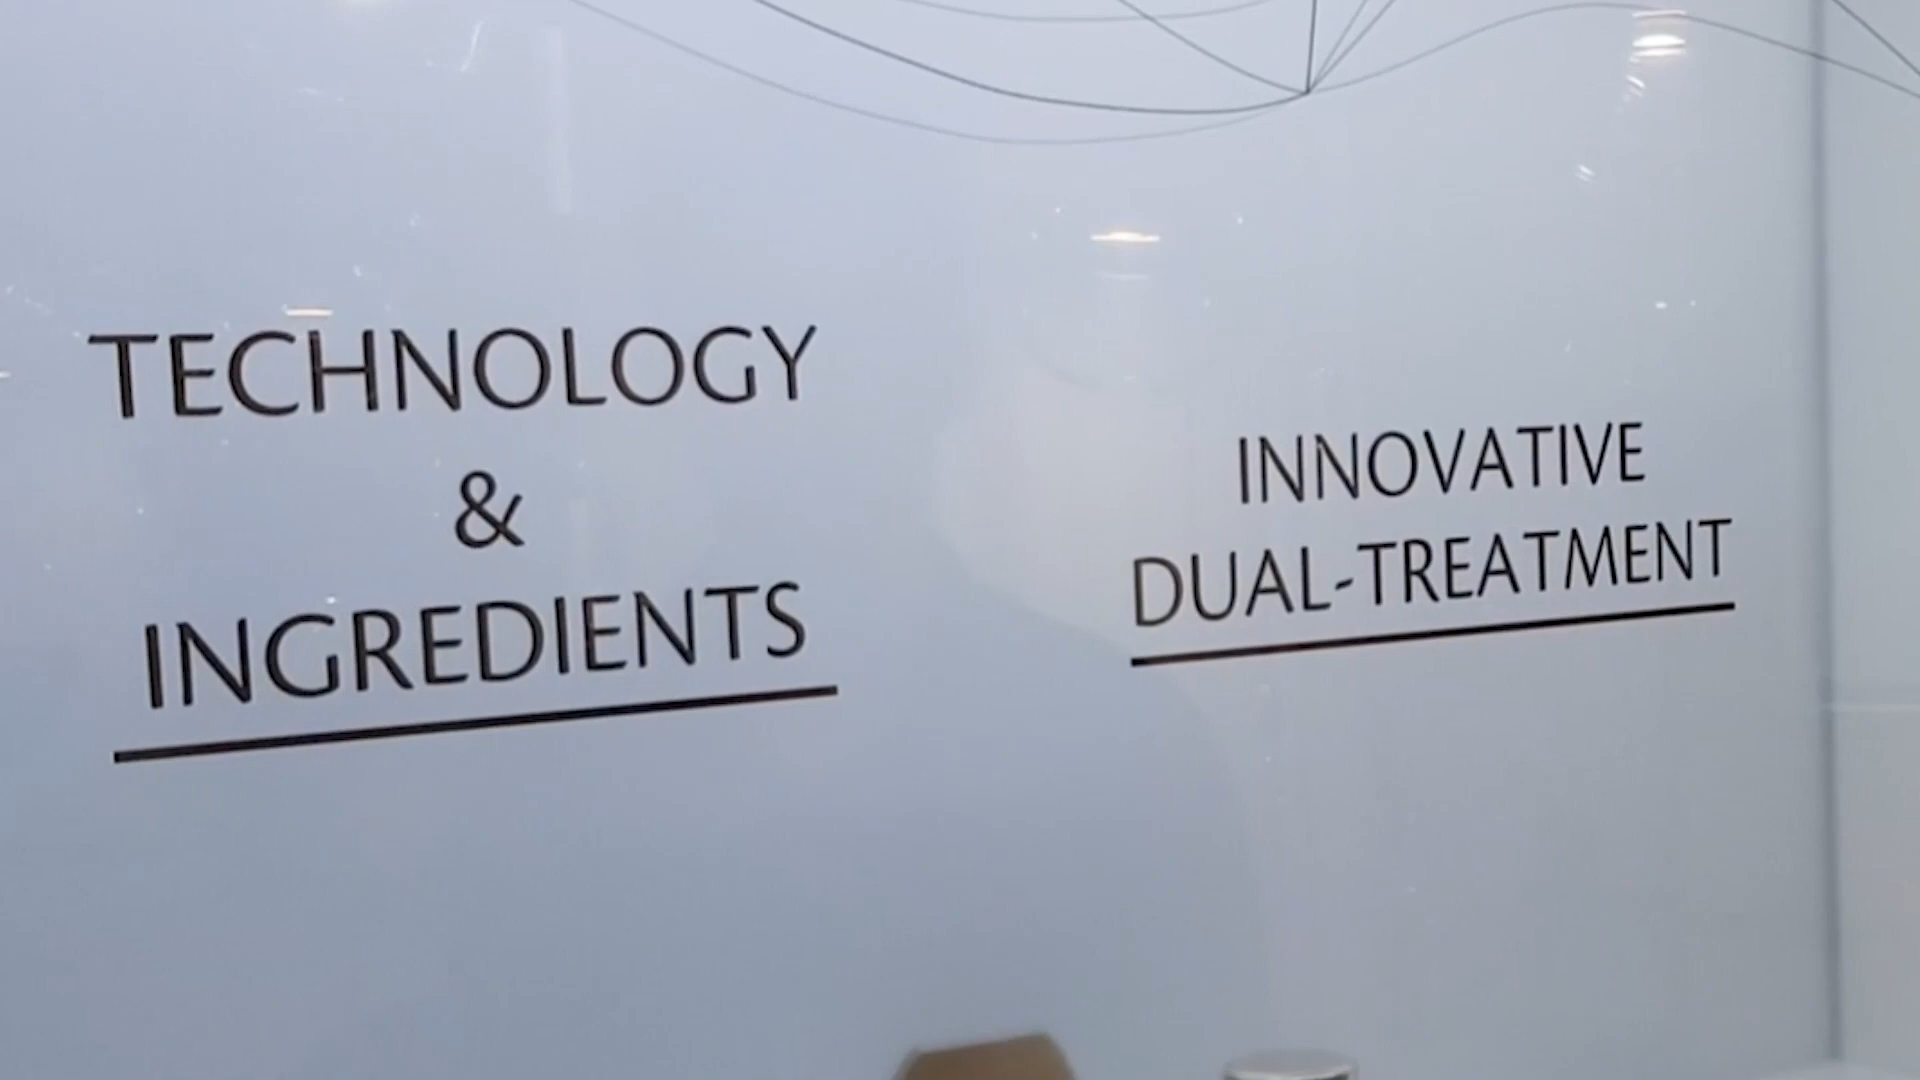 TECHNOLOGY
&
INGREDIENTS
INNOVATIVE
DUAL-TREATMENT